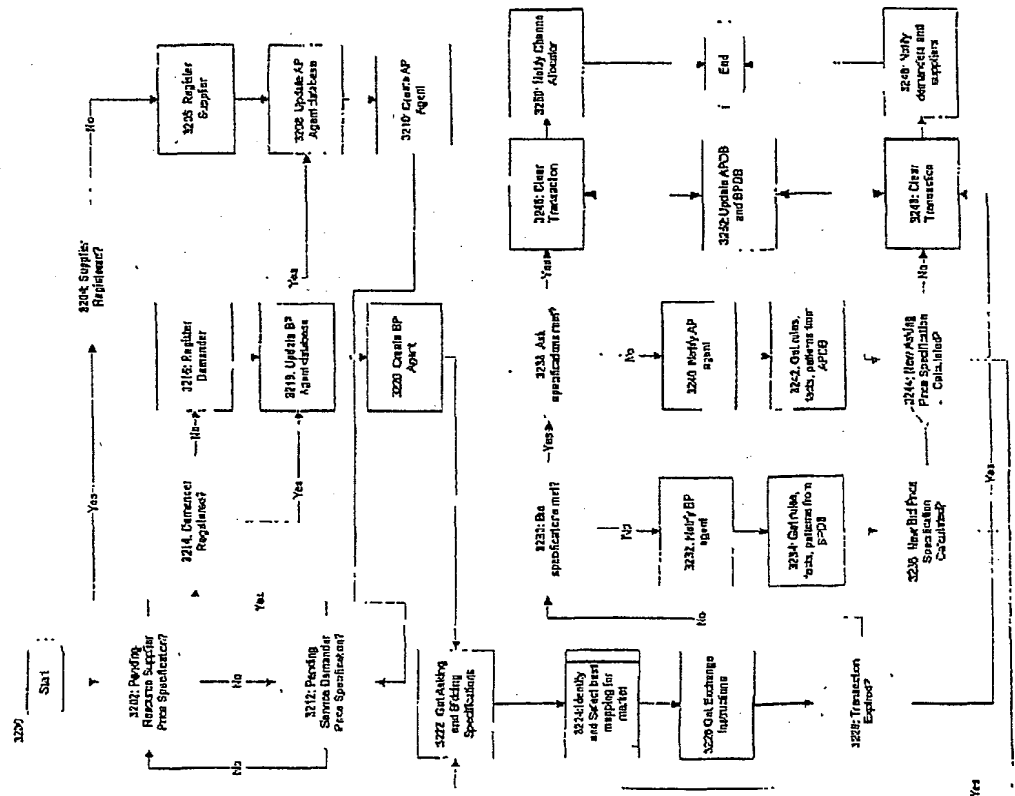 3200
Start
3202: Pending
Resource Supplier
Price Specification?
Yes
No
No
3204: Supplier
Registered?
No
Yes
3206: Register
Supplier
3208: Update AP
Agent database
3210: Create AP
Agent
3212: Pending
Service Demander
Price Specification?
Yes
3214: Demander
Registered?
No
Yes
3216: Register
Demander
3219: Update BP
Agent database
3220: Create BP
Agent
3222: Get Asking
and Bidding
Specifications
3224: Identify
and Select best
mapping for
market
3226: Get Exchange
Instructions
3228: Transaction
Expired?
No
Yes
3230: Bid
specifications met?
Yes
No
3232: Notify BP
agent
3234: Get rules,
facts, patterns from
BPDB
3236: New Bid Price
Specification
Calculated?
3238: Ask
specifications met?
Yes
No
3240: Notify AP
agent
3242: Get rules,
facts, patterns from
APDB
3244: New Asking
Price Specification
Calculated?
No
Yes
3246: Clear
Transaction
3250: Notify Channel
Allocator
3252: Update APDB
and BPDB
End
3248: Clear
Transaction
Notify
demanders and
suppliers